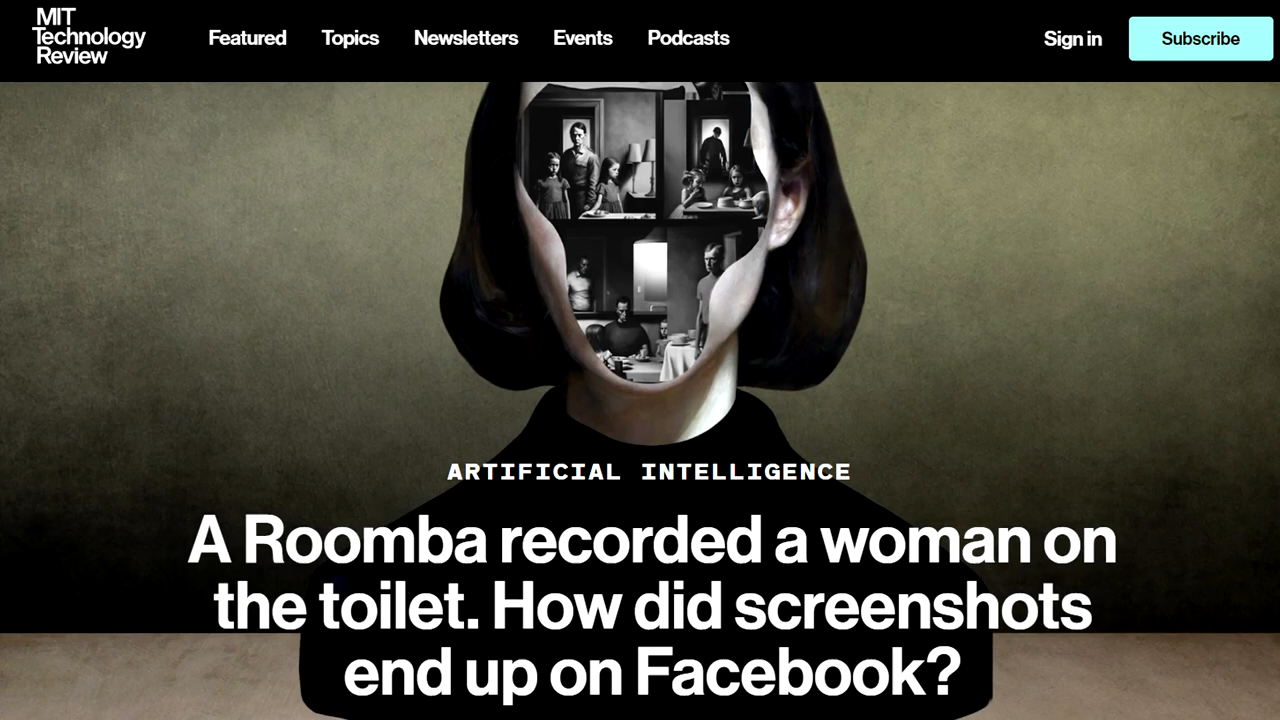 MIT
Technology
Review
Featured Topics Newsletters Events Podcasts
Sign in Subscribe
ARTIFICIAL INTELLIGENCE
A Roomba recorded a woman on
the toilet. How did screenshots
end up on Facebook?